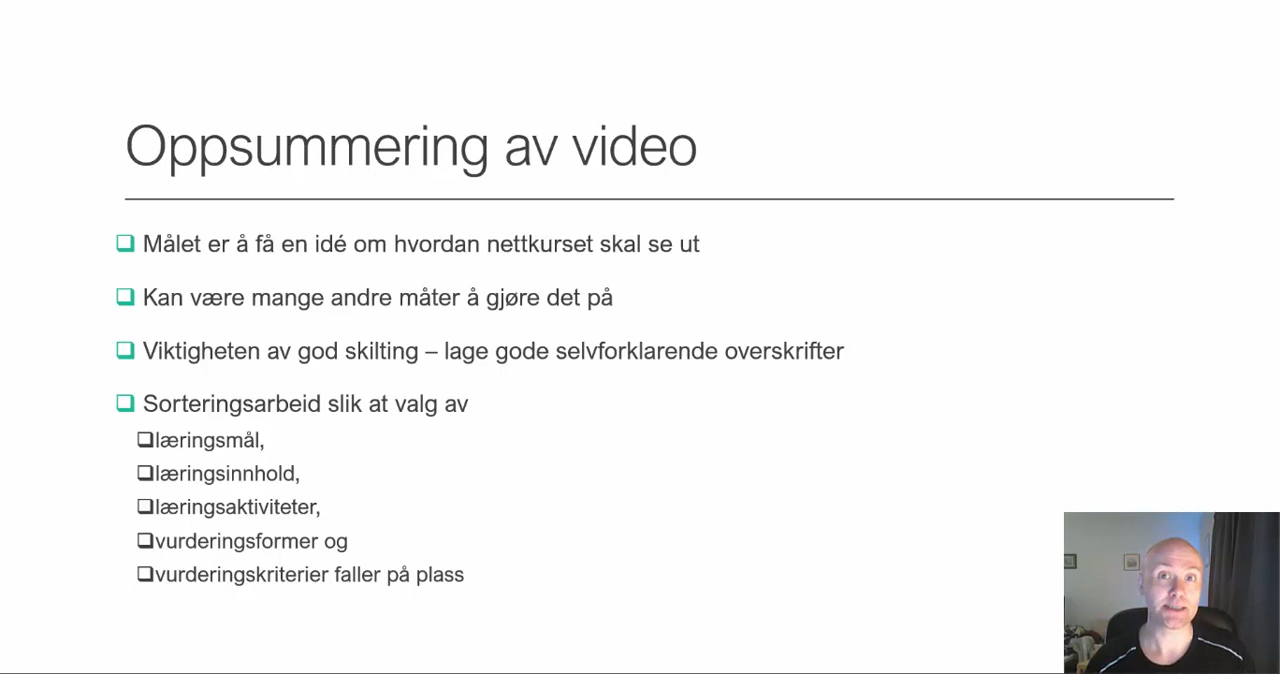 Oppsummering av video
Målet er å få en idé om hvordan nettkurset skal se ut
Kan være mange andre måter å gjøre det på
Viktigheten av god skilting – lage gode selvforklarende overskrifter
Sorteringsarbeid slik at valg av
læringsmål,
læringsinnhold,
læringsaktiviteter,
vurderingsformer og
vurderingskriterier faller på plass